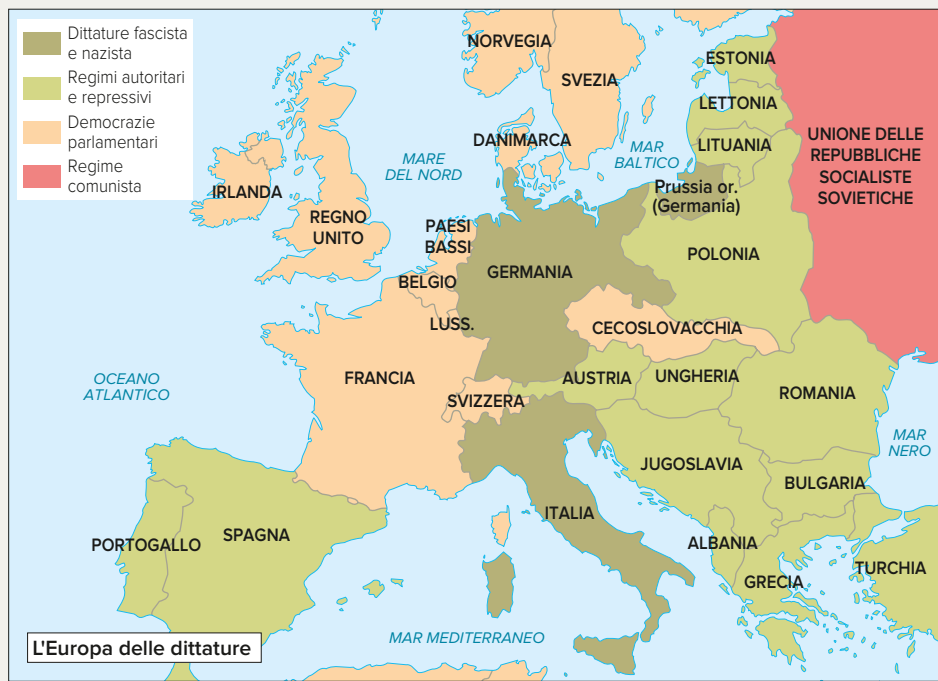 Dittature fascista
e nazista
Regimi autoritari
e repressivi
Democrazie
parlamentari
Regime
comunista
NORVEGIA
SVEZIA
ESTONIA
LETTONIA
LITUANIA
UNIONE DELLE
REPUBBLICHE
SOCIALISTE
SOVIETICHE
DANIMARCA
MAR
BALTICO
MARE
DEL NORD
IRLANDA
REGNO
UNITO
PAESI
BASSI
Prussia or.
(Germania)
POLONIA
GERMANIA
BELGIO
LUSS.
CECOSLOVACCHIA
OCEANO
ATLANTICO
FRANCIA
SVIZZERA
AUSTRIA
UNGHERIA
ROMANIA
MAR
NERO
JUGOSLAVIA
BULGARIA
ITALIA
PORTOGALLO
SPAGNA
ALBANIA
GRECIA
TURCHIA
MAR MEDITERRANEO
L'Europa delle dittature